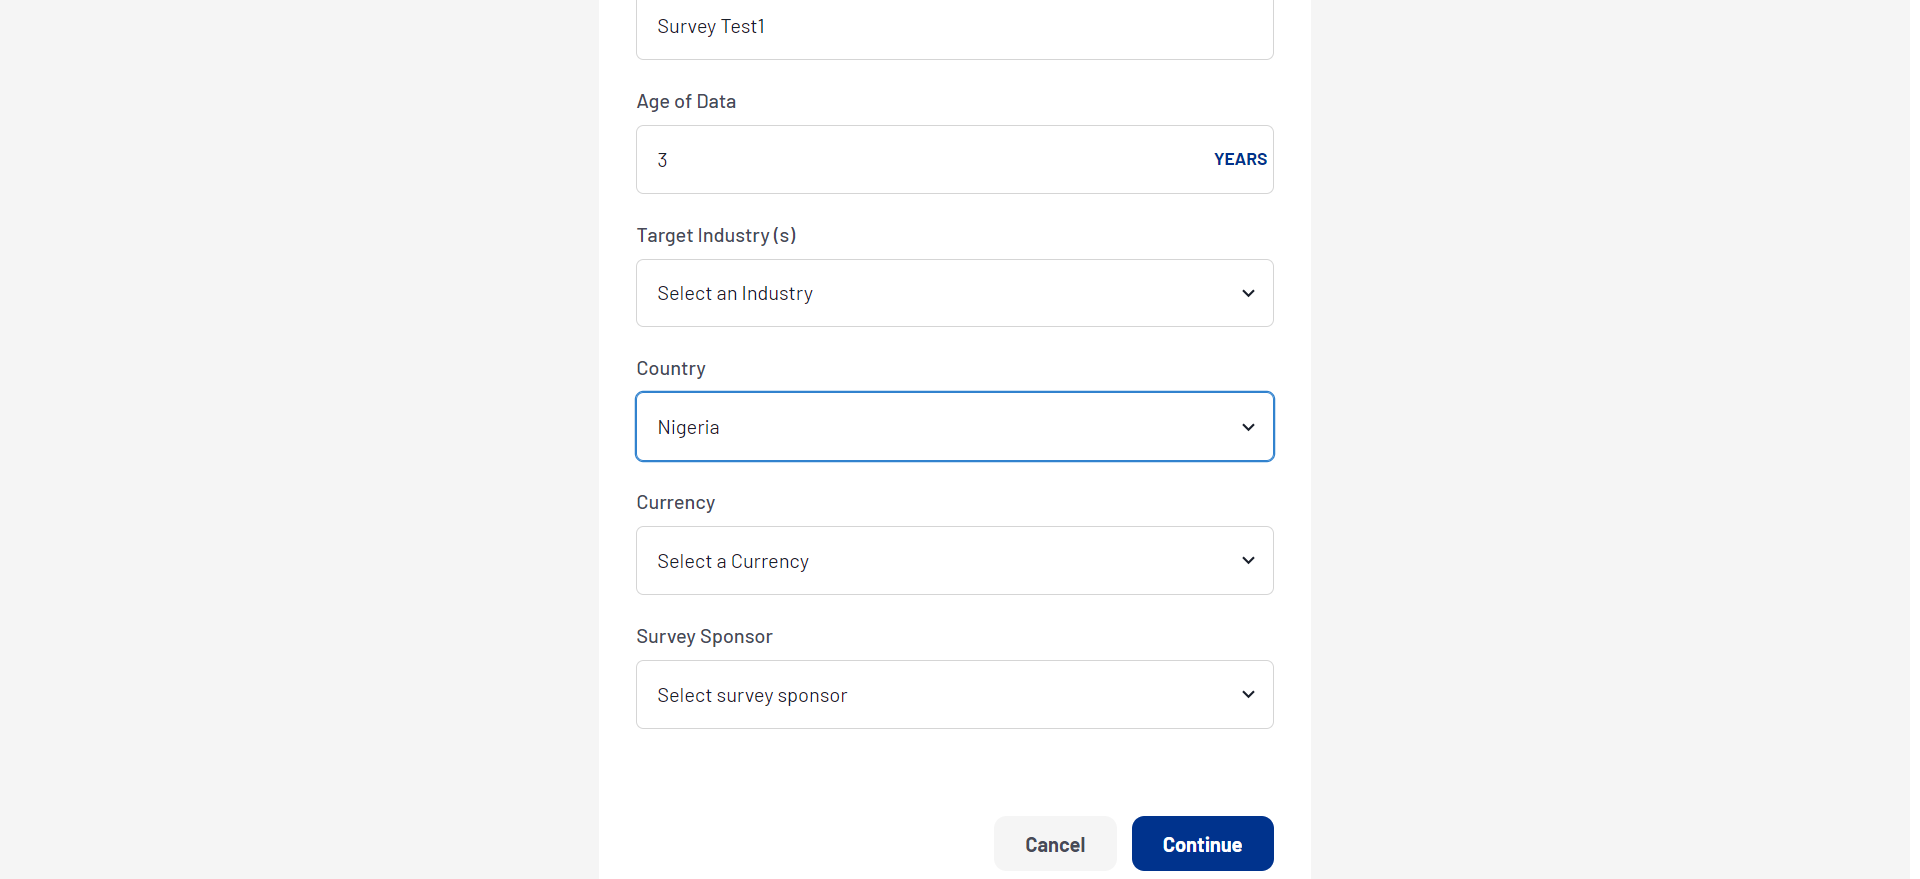 Survey Test1
Age of Data
3 YEARS
Target Industry (s)
Select an Industry
Country
Nigeria
Currency
Select a Currency
Survey Sponsor
Select survey sponsor
Cancel Continue